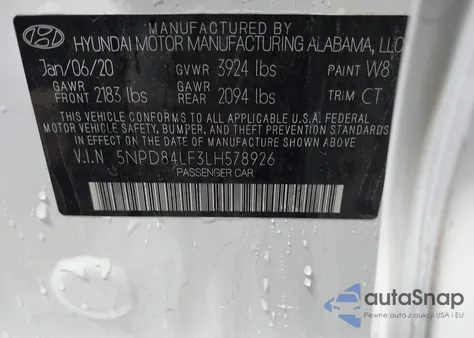 MANUFACTURED BY
HYUNDAI MOTOR MANUFACTURING ALABAMA, LLC
Jan/06/20 GVWR 3924 lbs PAINT W8
GAWR FRONT 2183 lbs GAWR REAR 2094 lbs TRIM CT
THIS VEHICLE CONFORMS TO ALL APPLICABLE U.S.A. FEDERAL
MOTOR VEHICLE SAFETY, BUMPER, AND THEFT PREVENTION
STANDARDS IN EFFECT ON THE DATE OF MANUFACTURE SHOWN ABOVE.
V.I.N 5NPD84LF3LH578926
PASSENGER CAR
autoSnap
Pewne auta z aukcji USA i EU